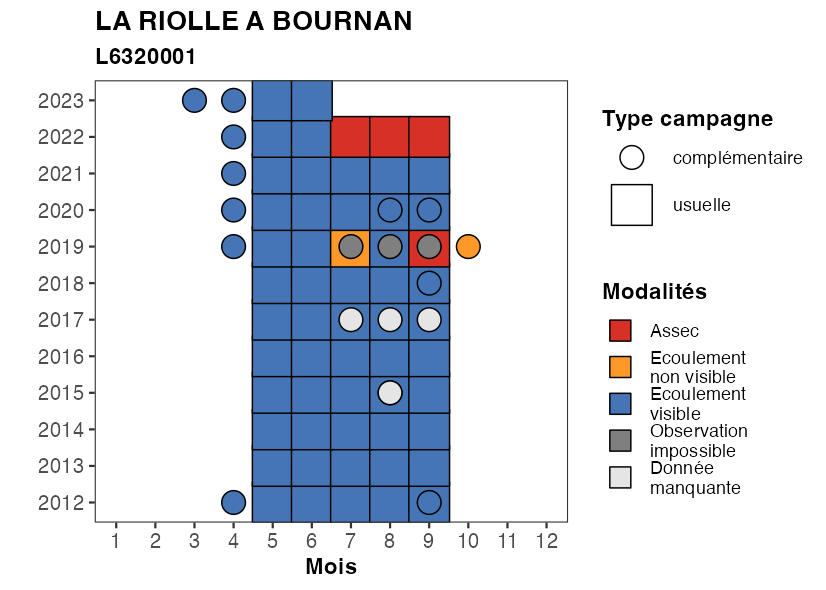 LA RIOLLE A BOURNAN
L6320001
2023
2022
2021
2020
2019
2018
2017
2016
2015
2014
2013
2012
1 2 3 4 5 6 7 8 9 10 11 12
Mois
Type campagne
complémentaire
usuelle
Modalités
Assec
Ecoulement
non visible
Ecoulement
visible
Observation
impossible
Donnée
manquante